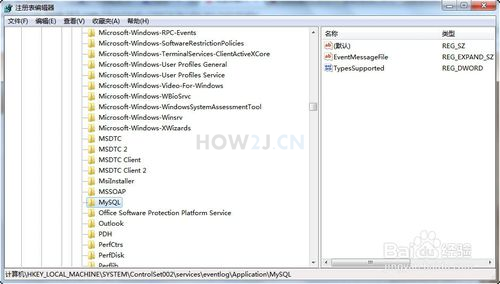 注册表编辑器
文件(F) 编辑(E) 查看(V) 收藏夹(A) 帮助(H)
Microsoft-Windows-RPC-Events
Microsoft-Windows-SoftwareRestrictionPolicies
Microsoft-Windows-TerminalServices-ClientActiveXCore
Microsoft-Windows-User Profiles General
Microsoft-Windows-User Profiles Service
Microsoft-Windows-Video-For-Windows
Microsoft-Windows-WBioSrvc
Microsoft-Windows-WindowsSystemAssessmentTool
Microsoft-Windows-Winsrv
Microsoft-Windows-XWizards
MSDTC
MSDTC 2
MSDTC Client
MSDTC Client 2
MsiInstaller
MSSOAP
MySQL
Office Software Protection Platform Service
Outlook
PDH
PerfCtrs
PerfDisk
Perflib
名称 类型
(默认) REG_SZ
EventMessageFile REG_EXPAND_SZ
TypesSupported REG_DWORD
HOW2J.CN
Baidu 经验
计算机\HKEY_LOCAL_MACHINE\SYSTEM\ControlSet002\services\eventlog\Application\MySQL